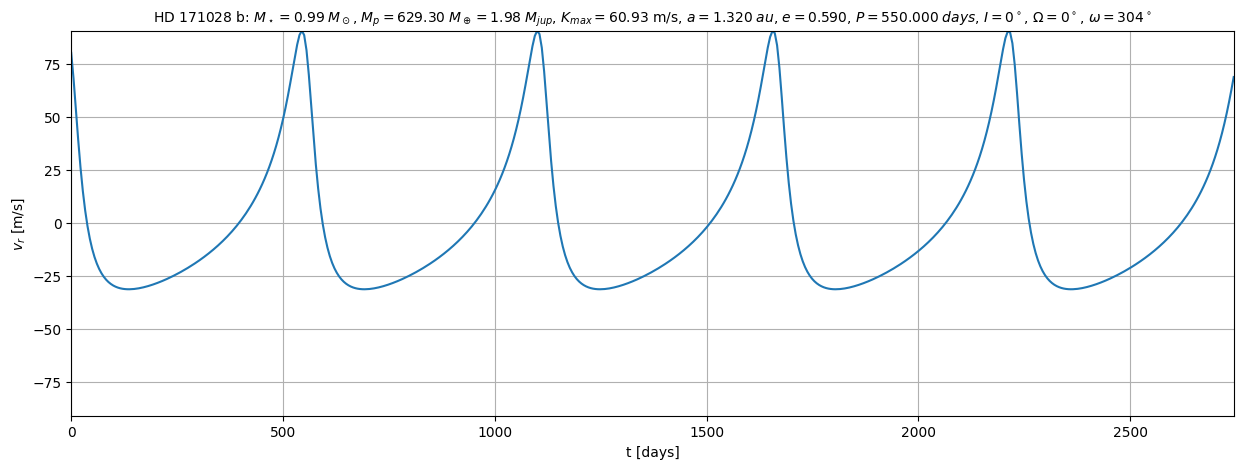 HD 171028 b: $M_\star = 0.99\ M_\odot$, $M_p = 629.30\ M_\oplus = 1.98\ M_{jup}$, $K_{max} = 60.93$ m/s, $a = 1.320\ au$, $e = 0.590$, $P = 550.000\ days$, $I = 0^\circ$, $\Omega = 0^\circ$, $\omega = 304^\circ$
75
50
25
0
−25
−50
−75
$v_r$ [m/s]
0 500 1000 1500 2000 2500
t [days]